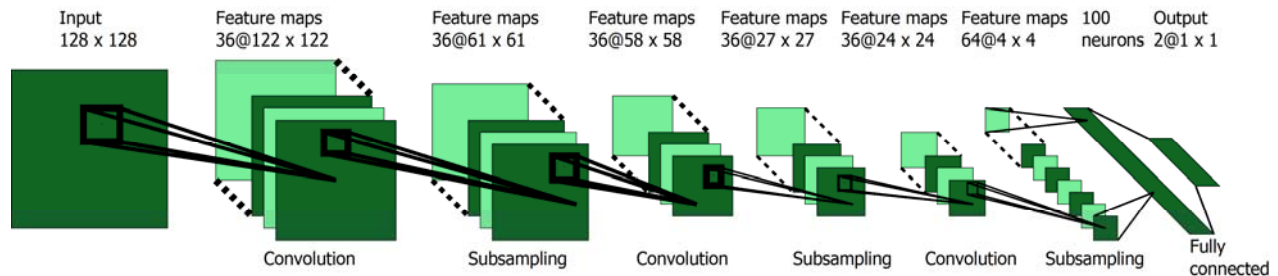 Input
128 x 128
Feature maps
36@122 x 122
Feature maps
36@61 x 61
Feature maps
36@58 x 58
Feature maps
36@27 x 27
Feature maps
36@24 x 24
Feature maps
64@4 x 4
100
neurons
Output
2@1 x 1
Convolution
Subsampling
Convolution
Subsampling
Convolution
Subsampling
Fully
connected